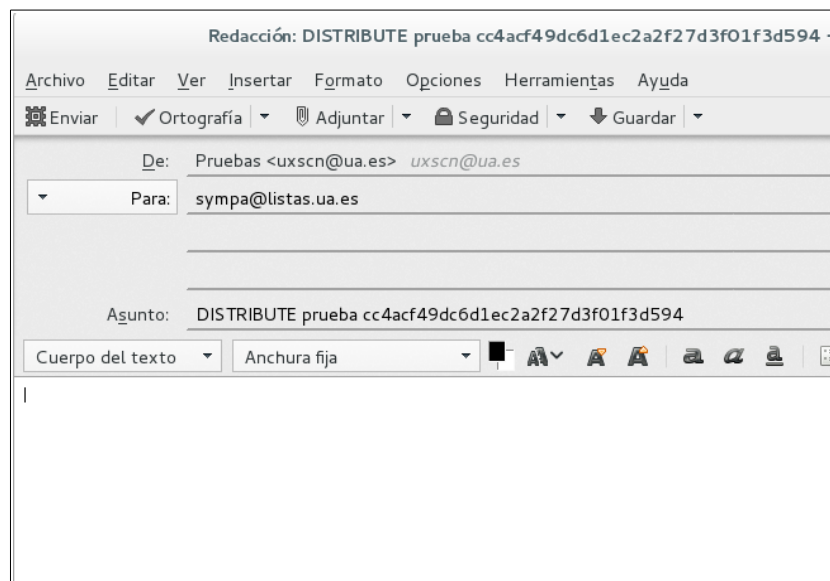 Redacción: DISTRIBUTE prueba cc4acf49dc6d1ec2a2f27d3f01f3d594 -
Archivo Editar Ver Insertar Formato Opciones Herramientas Ayuda
Enviar Ortografía Adjuntar Seguridad Guardar
De: Pruebas <uxscn@ua.es> uxscn@ua.es
Para: sympa@listas.ua.es
Asunto: DISTRIBUTE prueba cc4acf49dc6d1ec2a2f27d3f01f3d594
Cuerpo del texto Anchura fija